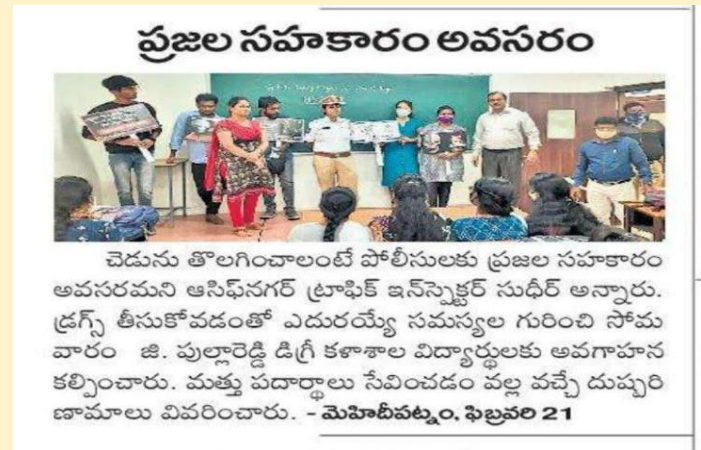 ప్రజల సహకారం అవసరం
చెడును తొలగించాలంటే పోలీసులకు ప్రజల సహకారం
అవసరమని ఆసిఫ్‌నగర్ ట్రాఫిక్ ఇన్‌స్పెక్టర్ సుధీర్ అన్నారు.
డ్రగ్స్ తీసుకోవడంతో ఎదురయ్యే సమస్యల గురించి సోమ
వారం జి. పుల్లారెడ్డి డిగ్రీ కళాశాల విద్యార్థులకు అవగాహన
కల్పించారు. మత్తు పదార్థాలు సేవించడం వల్ల వచ్చే దుష్పరి
ణామాలు వివరించారు. - మెహిదీపట్నం, ఫిబ్రవరి 21